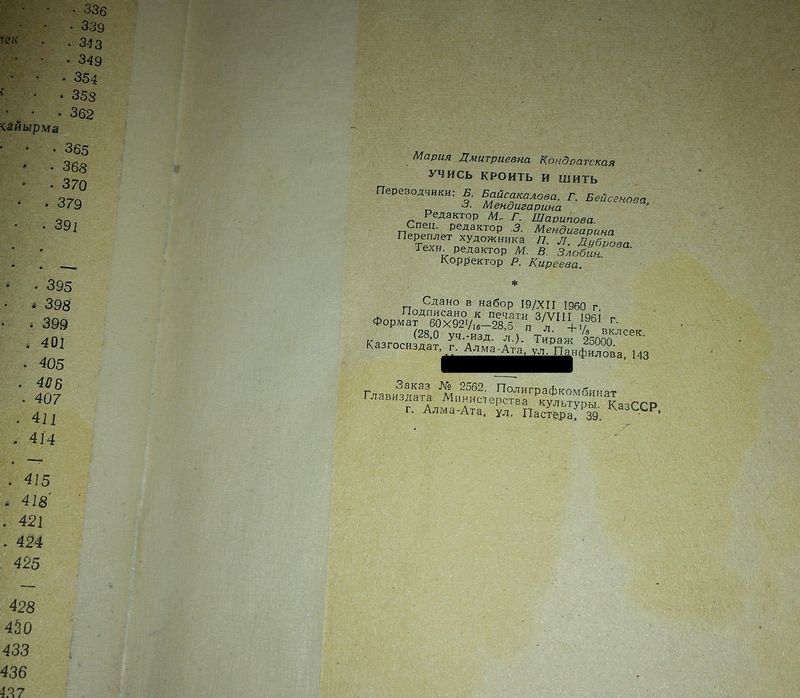 336
339
343
349
354
358
362
қайырма
365
368
370
379
391
—
395
398
399
401
405
406
407
411
414
—
415
418
421
424
425
—
428
430
433
436
437
Мария Дмитриевна Кондратская
УЧИСЬ КРОИТЬ И ШИТЬ
Переводчики: Б. Байсакалова, Г. Бейсенова,
З. Мендигарина
Редактор М. Г. Шарипова.
Спец. редактор З. Мендигарина
Переплет художника П. Л. Дуброва.
Техн. редактор М. В. Злобин.
Корректор Р. Киреева.
*
Сдано в набор 19/XII 1960 г.
Подписано к печати 3/VIII 1961 г.
Формат 60X92¹/₁₆—28,5 п л. +¹/₈ вклсек.
(28,0 уч.-изд. л.). Тираж 25000.
Казгосиздат, г. Алма-Ата, ул. Панфилова, 143
Заказ № 2562. Полиграфкомбинат
Главиздата Министерства культуры. КазССР,
г. Алма-Ата, ул. Пастера, 39.